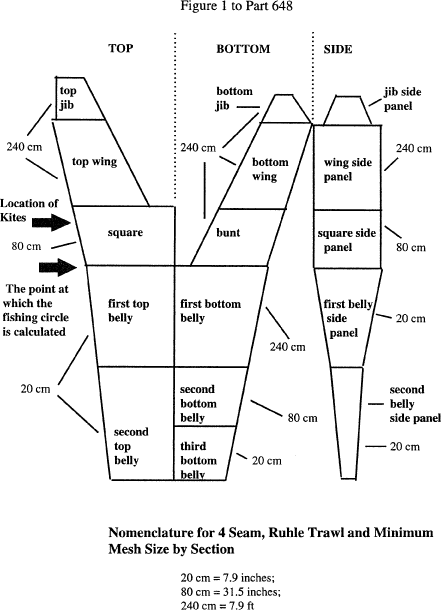 Figure 1 to Part 648
TOP
BOTTOM
SIDE
top
jib
bottom
jib
jib side
panel
240 cm
240 cm
top wing
bottom
wing
wing side
panel
240 cm
Location of
Kites
80 cm
square
bunt
square side
panel
80 cm
The point at
which the
fishing circle
is calculated
first top
belly
first bottom
belly
240 cm
first belly
side
panel
20 cm
20 cm
second
top
belly
second
bottom
belly
80 cm
third
bottom
belly
20 cm
second
belly
side panel
20 cm
Nomenclature for 4 Seam, Ruhle Trawl and Minimum
Mesh Size by Section
20 cm = 7.9 inches;
80 cm = 31.5 inches;
240 cm = 7.9 ft